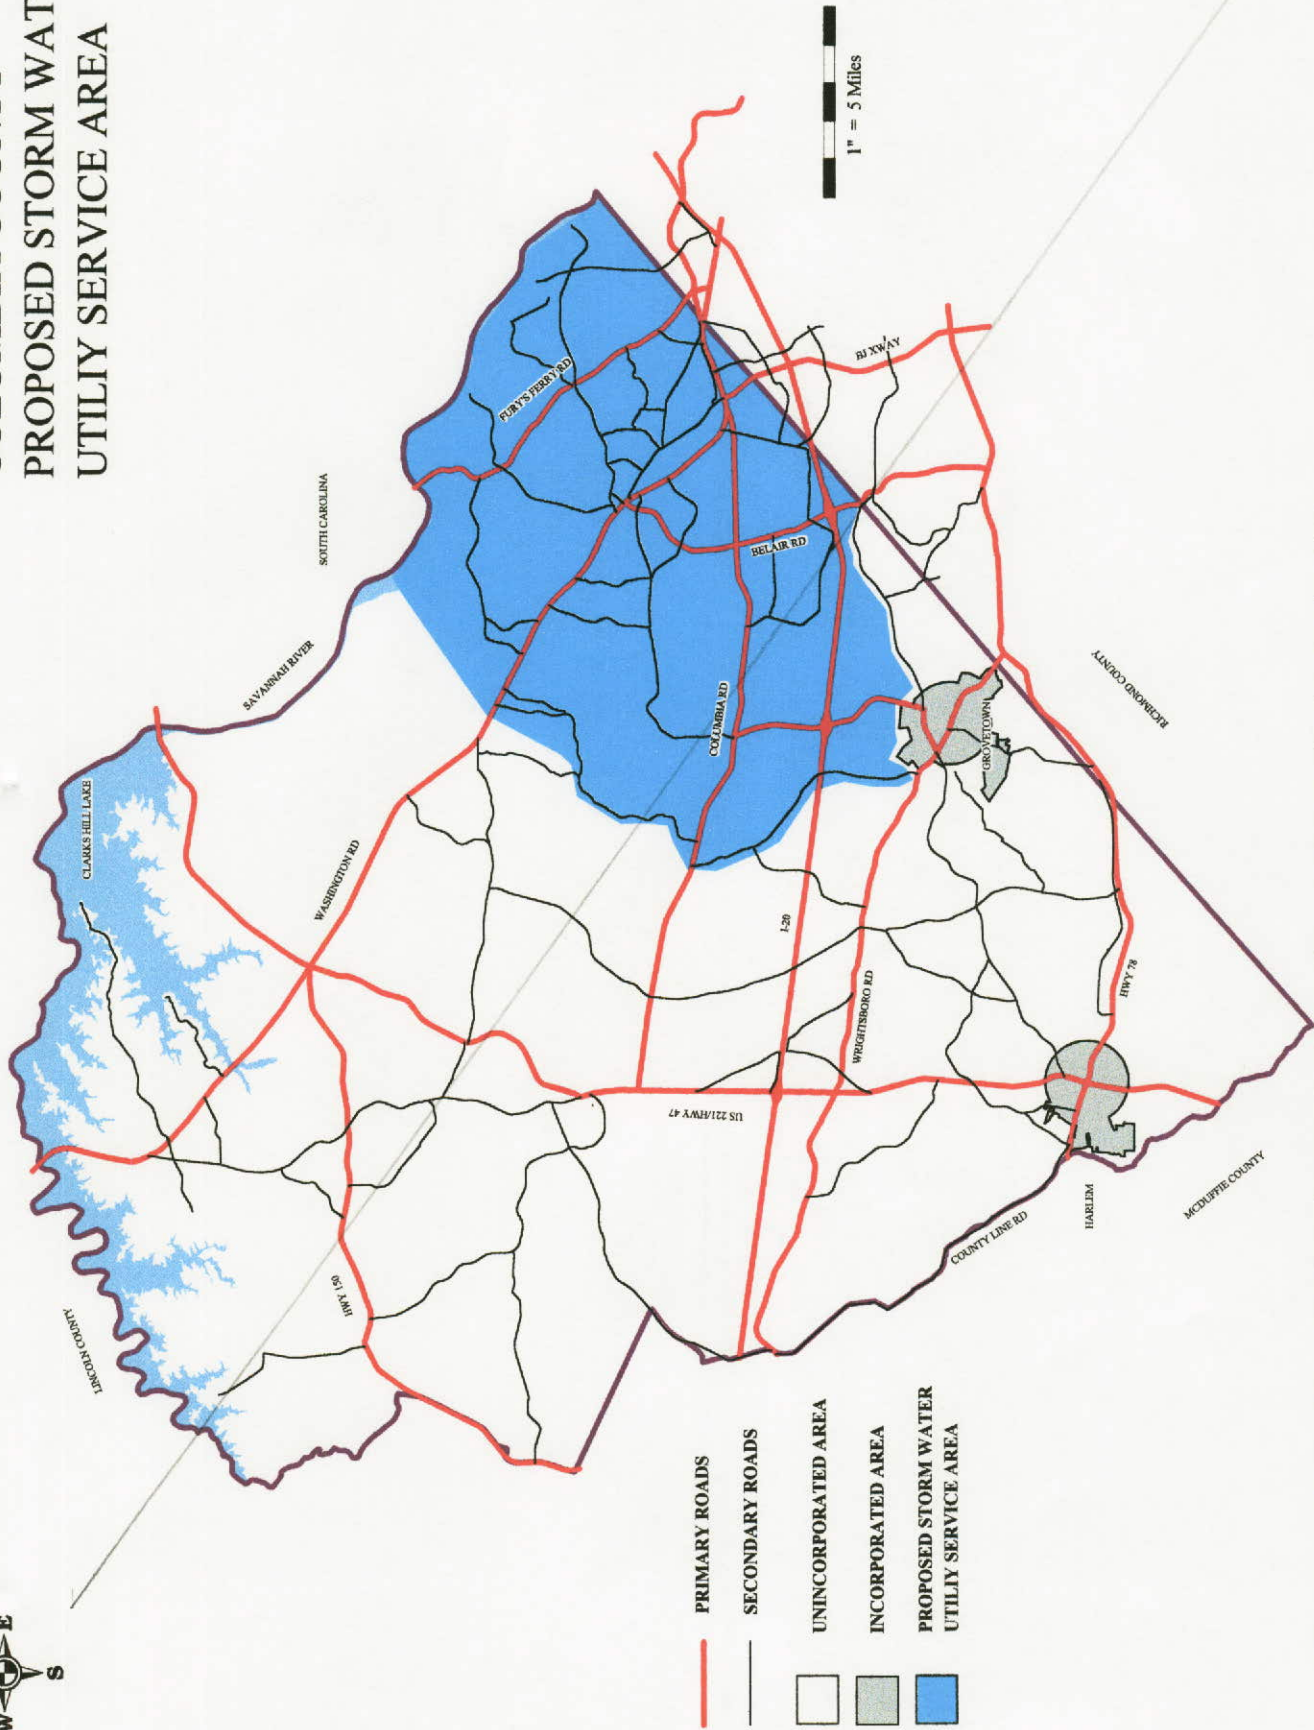 PROPOSED STORM WAT
UTILIY SERVICE AREA
W
E
S
SOUTH CAROLINA
SAVANNAH RIVER
CLARKS HILL LAKE
LINCOLN COUNTY
WASHINGTON RD
FURY'S FERRY RD
HWY 150
COLUMBIA RD
BELAIR RD
BJ XWAY
I-20
US 221/HWY 47
WRIGHTSBORO RD
GROVETOWN
RICHMOND COUNTY
HWY 78
COUNTY LINE RD
HARLEM
MCDUFFIE COUNTY
1" = 5 Miles
PRIMARY ROADS
SECONDARY ROADS
UNINCORPORATED AREA
INCORPORATED AREA
PROPOSED STORM WATER
UTILIY SERVICE AREA